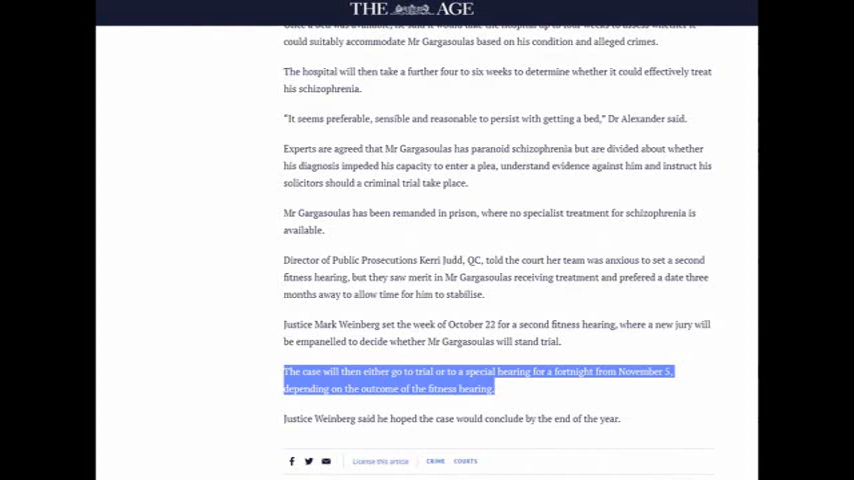 THE AGE
Once a bed was available, he said it would take the hospital up to four weeks to assess whether it
could suitably accommodate Mr Gargasoulas based on his condition and alleged crimes.
The hospital will then take a further four to six weeks to determine whether it could effectively treat
his schizophrenia.
“It seems preferable, sensible and reasonable to persist with getting a bed,” Dr Alexander said.
Experts are agreed that Mr Gargasoulas has paranoid schizophrenia but are divided about whether
his diagnosis impeded his capacity to enter a plea, understand evidence against him and instruct his
solicitors should a criminal trial take place.
Mr Gargasoulas has been remanded in prison, where no specialist treatment for schizophrenia is
available.
Director of Public Prosecutions Kerri Judd, QC, told the court her team was anxious to set a second
fitness hearing, but they saw merit in Mr Gargasoulas receiving treatment and prefered a date three
months away to allow time for him to stabilise.
Justice Mark Weinberg set the week of October 22 for a second fitness hearing, where a new jury will
be empanelled to decide whether Mr Gargasoulas will stand trial.
The case will then either go to trial or to a special hearing for a fortnight from November 5,
depending on the outcome of the fitness hearing.
Justice Weinberg said he hoped the case would conclude by the end of the year.
License this article CRIME COURTS